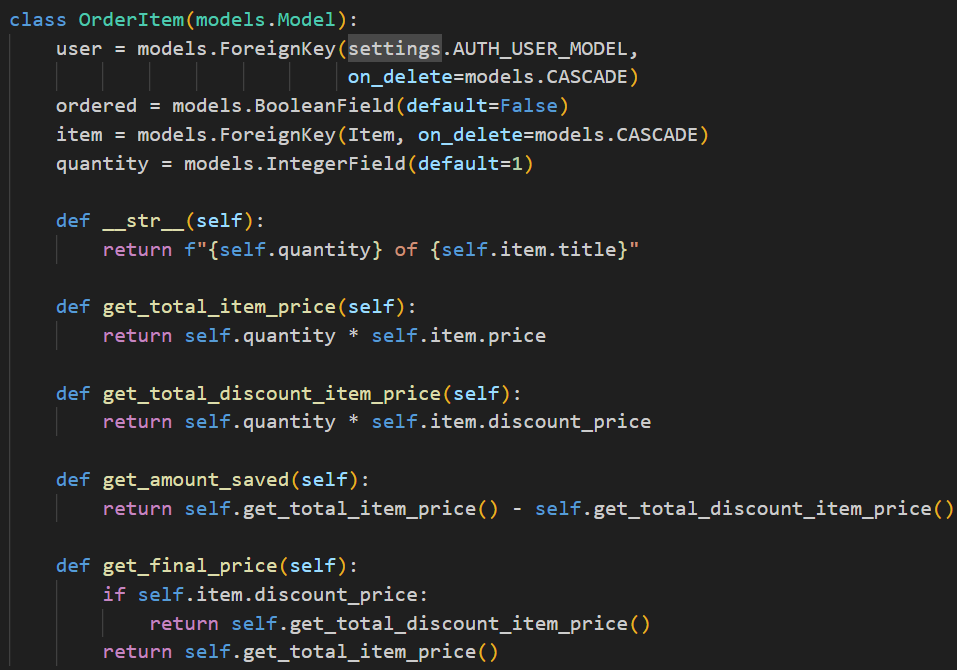 class OrderItem(models.Model):
    user = models.ForeignKey(settings.AUTH_USER_MODEL,
                             on_delete=models.CASCADE)
    ordered = models.BooleanField(default=False)
    item = models.ForeignKey(Item, on_delete=models.CASCADE)
    quantity = models.IntegerField(default=1)

    def __str__(self):
        return f"{self.quantity} of {self.item.title}"

    def get_total_item_price(self):
        return self.quantity * self.item.price

    def get_total_discount_item_price(self):
        return self.quantity * self.item.discount_price

    def get_amount_saved(self):
        return self.get_total_item_price() - self.get_total_discount_item_price()

    def get_final_price(self):
        if self.item.discount_price:
            return self.get_total_discount_item_price()
        return self.get_total_item_price()